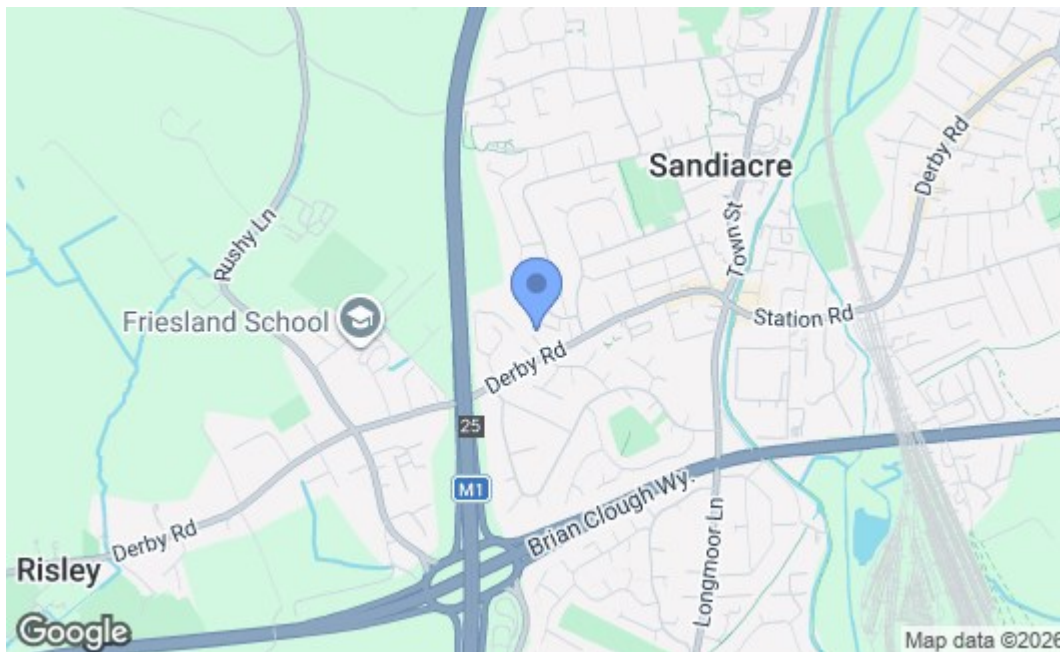 Sandiacre
Derby Rd
Rushy Ln
Town St
Friesland School
Station Rd
Derby Rd
25
M1
Brian Clough Wy.
Derby Rd
Longmoor Ln
Risley
Google
Map data ©2026